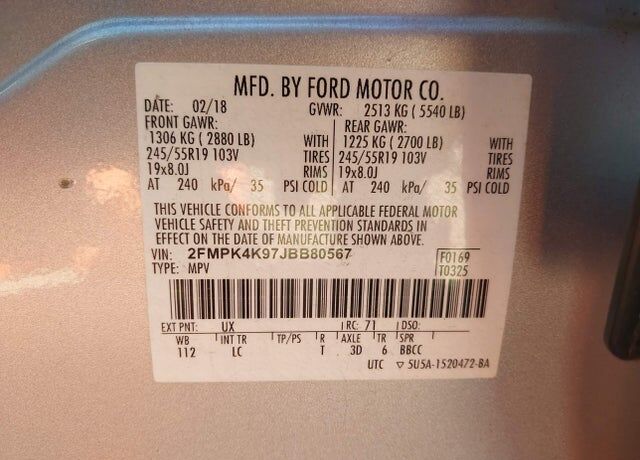 MFD. BY FORD MOTOR CO.
DATE: 02/18 GVWR: 2513 KG ( 5540 LB)
FRONT GAWR: REAR GAWR:
1306 KG ( 2880 LB) WITH 1225 KG ( 2700 LB) WITH
245/55R19 103V TIRES 245/55R19 103V TIRES
19x8.0J RIMS 19x8.0J RIMS
AT 240 kPa/ 35 PSI COLD AT 240 kPa/ 35 PSI COLD
THIS VEHICLE CONFORMS TO ALL APPLICABLE FEDERAL MOTOR
VEHICLE SAFETY AND THEFT PREVENTION STANDARDS IN
EFFECT ON THE DATE OF MANUFACTURE SHOWN ABOVE.
VIN: 2FMPK4K97JBB80567 F0169
TYPE: MPV T0325
EXT PNT: UX RC: 71 DSO:
WB INT TR TP/PS R AXLE TR SPR
112 LC T 3D 6 BBCC
UTC ▽ 5U5A-1520472-BA